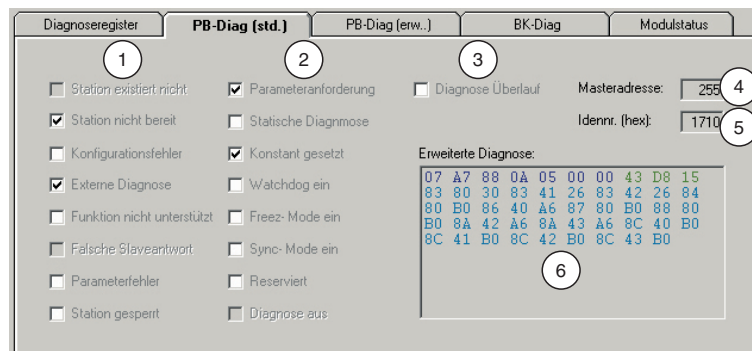 Diagnoseregister PB-Diag (std.) PB-Diag (erw..) BK-Diag Modulstatus
1 2 3
Station existiert nicht Parameteranforderung Diagnose Überlauf Masteradresse: 255 4
Station nicht bereit Statische Diagnmose Idennr. (hex): 1710 5
Konfigurationsfehler Konstant gesetzt Erweiterte Diagnose:
Externe Diagnose Watchdog ein
Funktion nicht unterstützt Freez- Mode ein
Falsche Slaveantwort Sync- Mode ein
Parameterfehler Reserviert
Station gesperrt Diagnose aus
07 A7 88 0A 05 00 00 43 D8 15
83 80 30 83 41 26 83 42 26 84
80 B0 86 40 A6 87 80 B0 88 80
B0 8A 42 A6 8A 43 A6 8C 40 B0
8C 41 B0 8C 42 B0 8C 43 B0
6